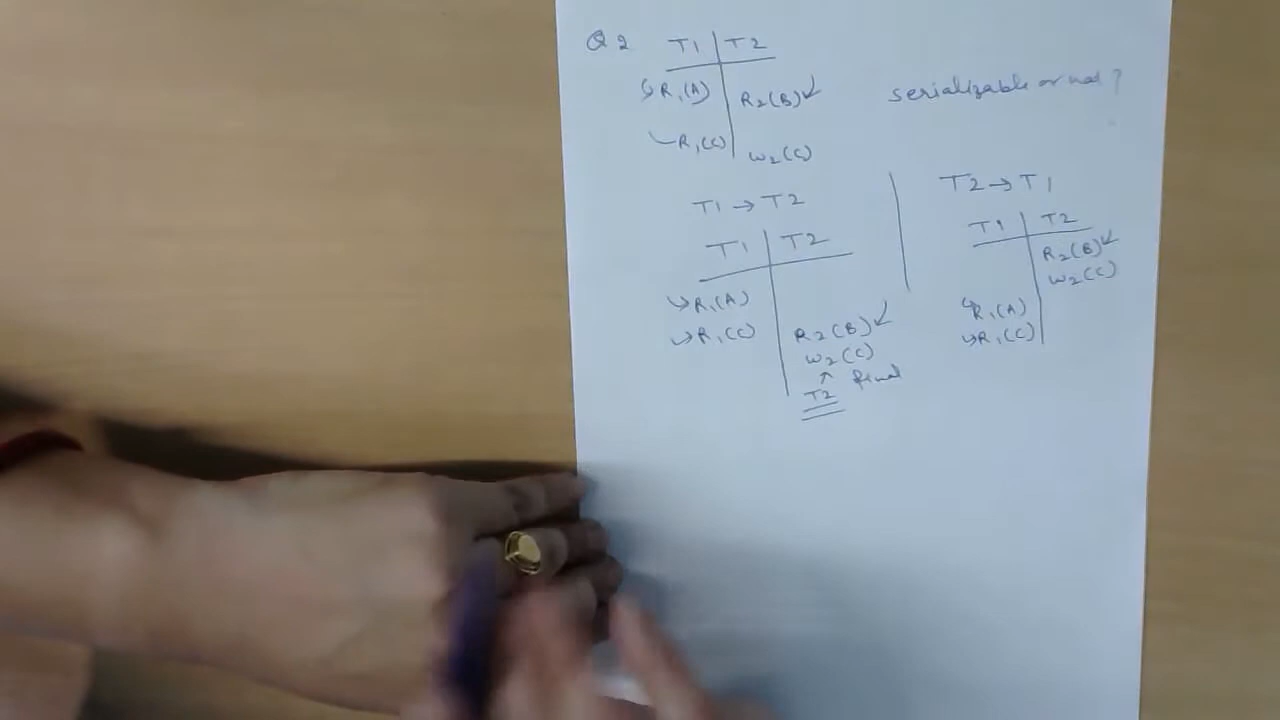 Q2 T1 T2
R1(A) R2(B) serializable or not?
R1(C) W2(C)
T1 → T2
T1 T2
R1(A)
R1(C) R2(B)
W2(C)
↑ final
T2
T2 → T1
T1 T2
R2(B)
W2(C)
R1(A)
R1(C)